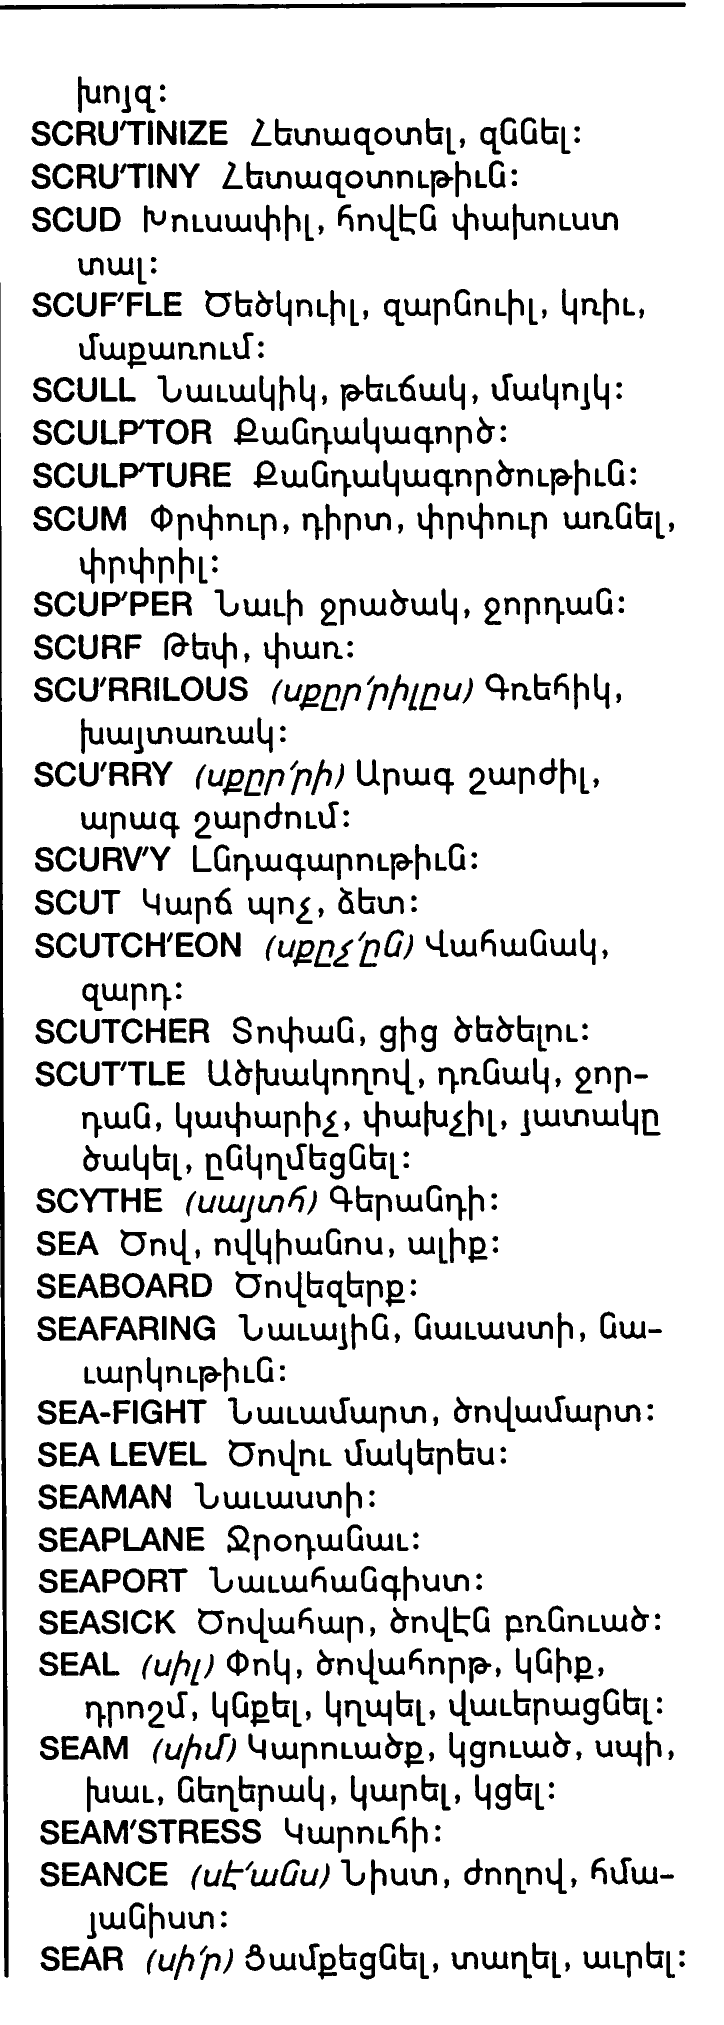 խոյզ։
SCRU'TINIZE Հետազօտել, զննել։
SCRU'TINY Հետազօտութիւն։
SCUD Խուսափիլ, հովէն փախուստ
տալ։
SCUF'FLE Ծեծկուիլ, զարնուիլ, կռիւ,
մաքառում։
SCULL Նաւակիկ, թեւճակ, մակոյկ։
SCULP'TOR Քանդակագործ։
SCULP'TURE Քանդակագործութիւն։
SCUM Փրփուր, դիրտ, փրփուր առնել,
փրփրիլ։
SCUP'PER Նաւի ջրածակ, ջորդան։
SCURF Թեփ, փառ։
SCU'RRILOUS (սքըր՛րիլըս) Գռեհիկ,
խայտառակ։
SCU'RRY (սքըր՛րի) Արագ շարժիլ,
արագ շարժում։
SCURV'Y Լնդագարութիւն։
SCUT Կարճ պոչ, ձետ։
SCUTCH'EON (սքըչ՛ըն) Վահանակ,
զարդ։
SCUTCHER Տոփան, ցից ծեծելու։
SCUT'TLE Ածխակողով, դռնակ, ջոր-
դան, կափարիչ, փախչիլ, յատակը
ծակել, ընկղմեցնել։
SCYTHE (սայտհ) Գերանդի։
SEA Ծով, ովկիանոս, ալիք։
SEABOARD Ծովեզերք։
SEAFARING Նաւային, նաւաստի, նա-
ւարկութիւն։
SEA-FIGHT Նաւամարտ, ծովամարտ։
SEA LEVEL Ծովու մակերես։
SEAMAN Նաւաստի։
SEAPLANE Ջրօդանաւ։
SEAPORT Նաւահանգիստ։
SEASICK Ծովահար, ծովէն բռնուած։
SEAL (սիլ) Փոկ, ծովահորթ, կնիք,
դրոշմ, կնքել, կղպել, վաւերացնել։
SEAM (սիմ) Կարուածք, կցուած, սպի,
խաւ, նեղերակ, կարել, կցել։
SEAM'STRESS Կարուհի։
SEANCE (սէ՛անս) Նիստ, ժողով, հմա-
յանիստ։
SEAR (սի՛ր) Ցամքեցնել, տաղել, աւրել։